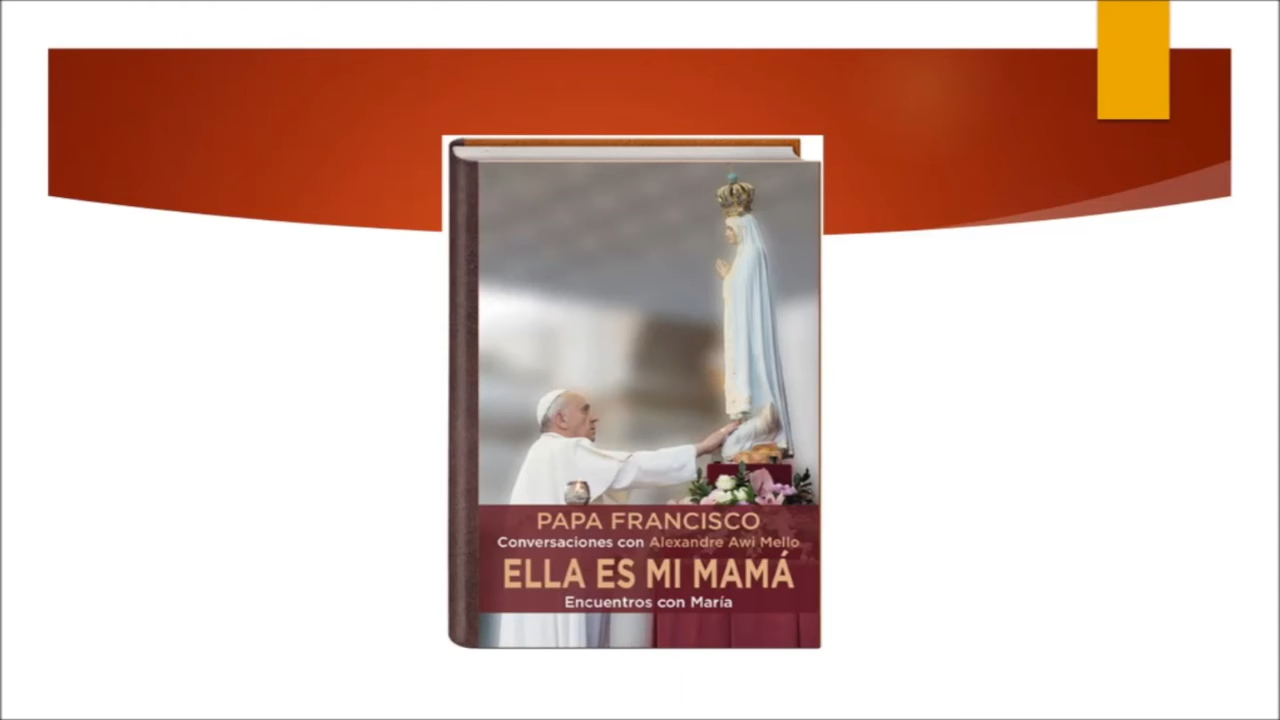 PAPA FRANCISCO
Conversaciones con Alexandre Awi Mello
ELLA ES MI MAMÁ
Encuentros con María